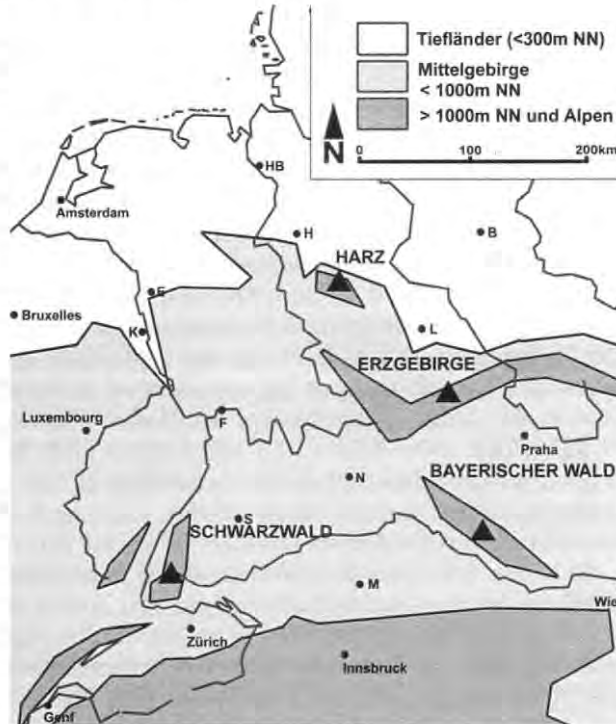 Tiefländer (<300m NN)
Mittelgebirge
< 1000m NN
> 1000m NN und Alpen
N
0 100 200km
HB
Amsterdam
H
B
HARZ
E
Bruxelles
K
L
ERZGEBIRGE
Luxembourg
F
Praha
BAYERISCHER WALD
N
S
SCHWARZWALD
M
Wie
Zürich
Innsbruck
Genf